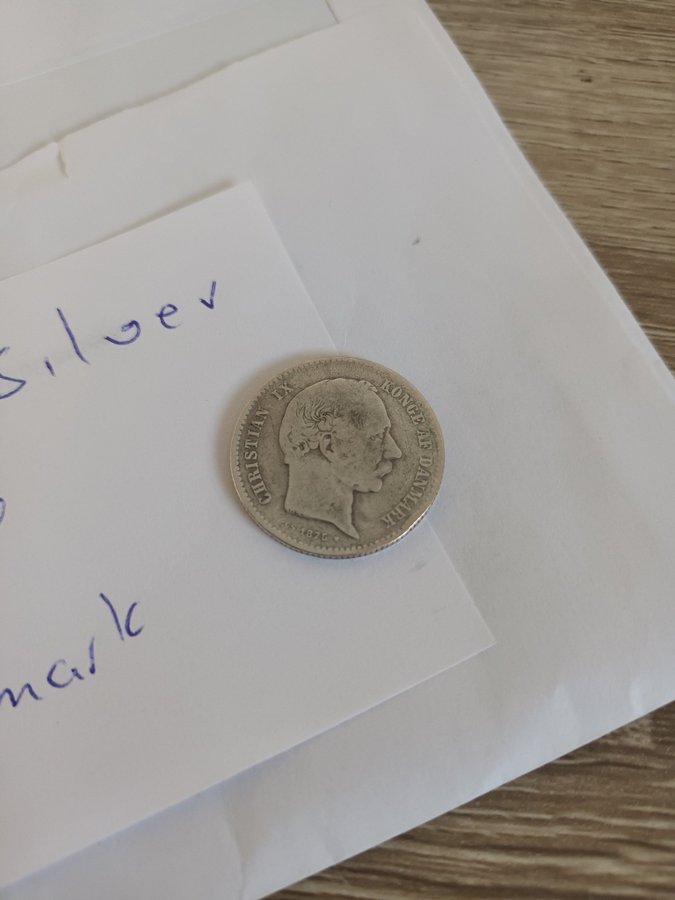 Silver
mark
CHRISTIAN IX KONGE AF DANMARK